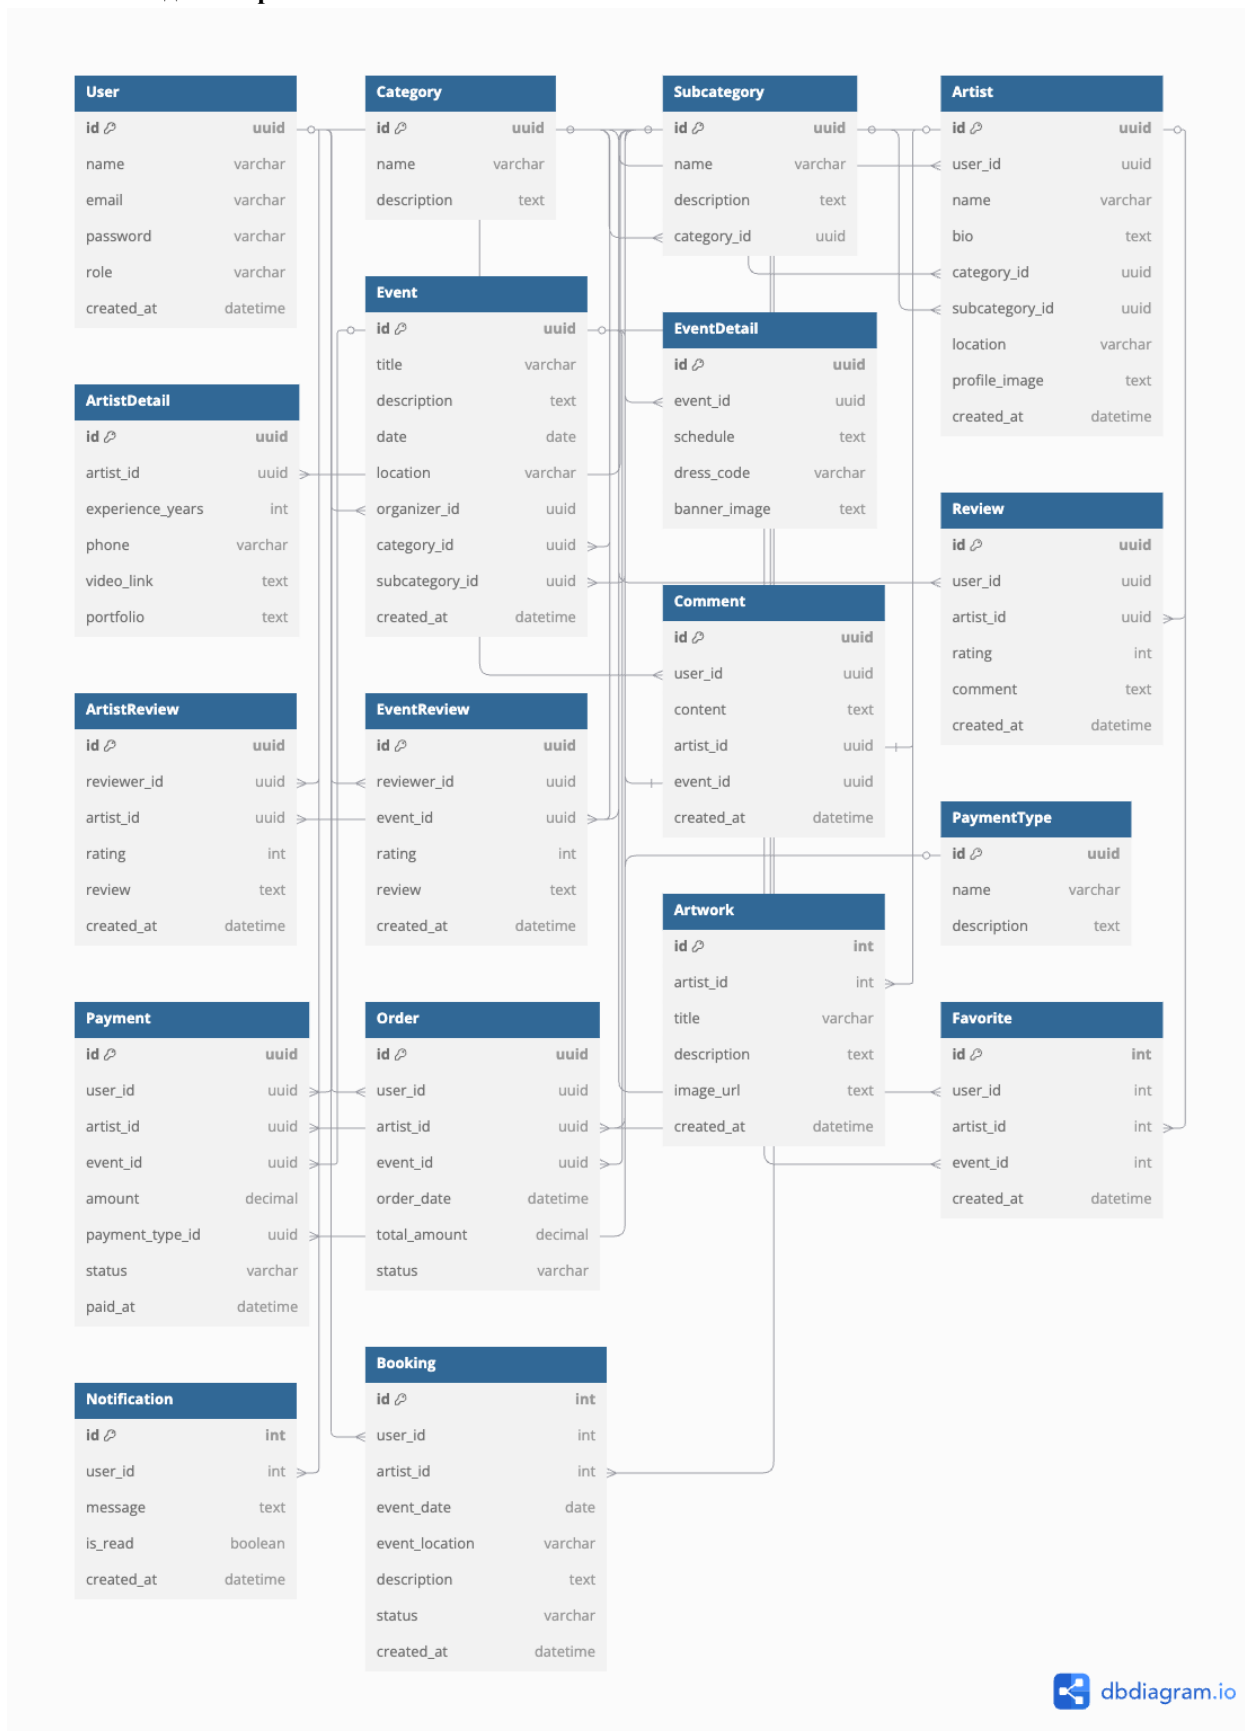 User
id uuid
name varchar
email varchar
password varchar
role varchar
created_at datetime
Category
id uuid
name varchar
description text
Subcategory
id uuid
name varchar
description text
category_id uuid
Artist
id uuid
user_id uuid
name varchar
bio text
category_id uuid
subcategory_id uuid
location varchar
profile_image text
created_at datetime
Event
id uuid
title varchar
description text
date date
location varchar
organizer_id uuid
category_id uuid
subcategory_id uuid
created_at datetime
EventDetail
id uuid
event_id uuid
schedule text
dress_code varchar
banner_image text
ArtistDetail
id uuid
artist_id uuid
experience_years int
phone varchar
video_link text
portfolio text
Review
id uuid
user_id uuid
artist_id uuid
rating int
comment text
created_at datetime
Comment
id uuid
user_id uuid
content text
artist_id uuid
event_id uuid
created_at datetime
ArtistReview
id uuid
reviewer_id uuid
artist_id uuid
rating int
review text
created_at datetime
EventReview
id uuid
reviewer_id uuid
event_id uuid
rating int
review text
created_at datetime
PaymentType
id uuid
name varchar
description text
Artwork
id int
artist_id int
title varchar
description text
image_url text
created_at datetime
Payment
id uuid
user_id uuid
artist_id uuid
event_id uuid
amount decimal
payment_type_id uuid
status varchar
paid_at datetime
Order
id uuid
user_id uuid
artist_id uuid
event_id uuid
order_date datetime
total_amount decimal
status varchar
Favorite
id int
user_id int
artist_id int
event_id int
created_at datetime
Notification
id int
user_id int
message text
is_read boolean
created_at datetime
Booking
id int
user_id int
artist_id int
event_date date
event_location varchar
description text
status varchar
created_at datetime
dbdiagram.io